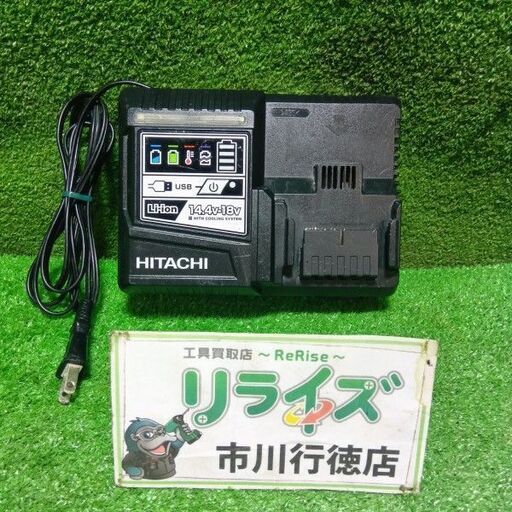 USB
Li-ion 14.4V-18V
WITH COOLING SYSTEM
HITACHI
工具買取店 ～ReRise～
リライズ
市川行徳店